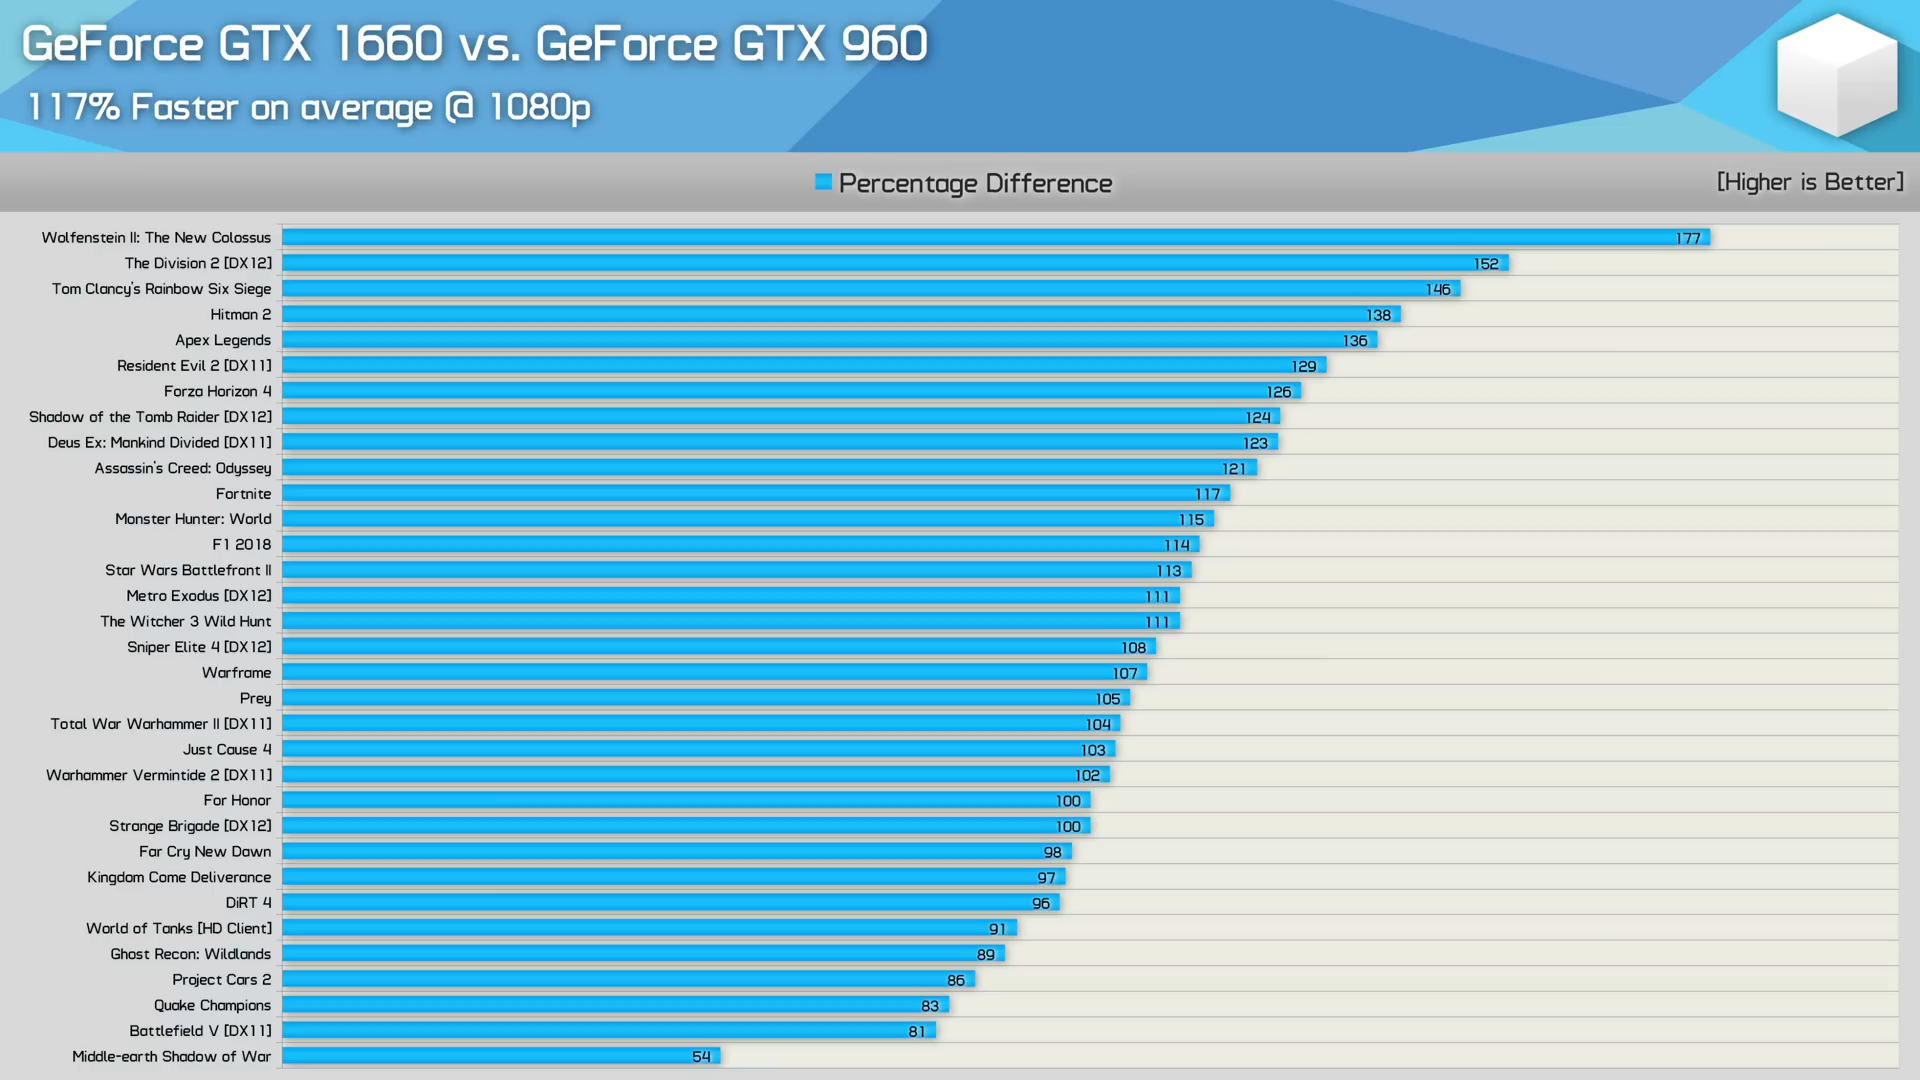 GeForce GTX 1660 vs. GeForce GTX 960
117% Faster on average @ 1080p
Percentage Difference
[Higher is Better]
Wolfenstein II: The New Colossus 177
The Division 2 [DX12] 152
Tom Clancy's Rainbow Six Siege 146
Hitman 2 138
Apex Legends 136
Resident Evil 2 [DX11] 129
Forza Horizon 4 126
Shadow of the Tomb Raider [DX12] 124
Deus Ex: Mankind Divided [DX11] 123
Assassin's Creed: Odyssey 121
Fortnite 117
Monster Hunter: World 115
F1 2018 114
Star Wars Battlefront II 113
Metro Exodus [DX12] 111
The Witcher 3 Wild Hunt 111
Sniper Elite 4 [DX12] 108
Warframe 107
Prey 105
Total War Warhammer II [DX11] 104
Just Cause 4 103
Warhammer Vermintide 2 [DX11] 102
For Honor 100
Strange Brigade [DX12] 100
Far Cry New Dawn 98
Kingdom Come Deliverance 97
DiRT 4 96
World of Tanks [HD Client] 91
Ghost Recon: Wildlands 89
Project Cars 2 86
Quake Champions 83
Battlefield V [DX11] 81
Middle-earth Shadow of War 54